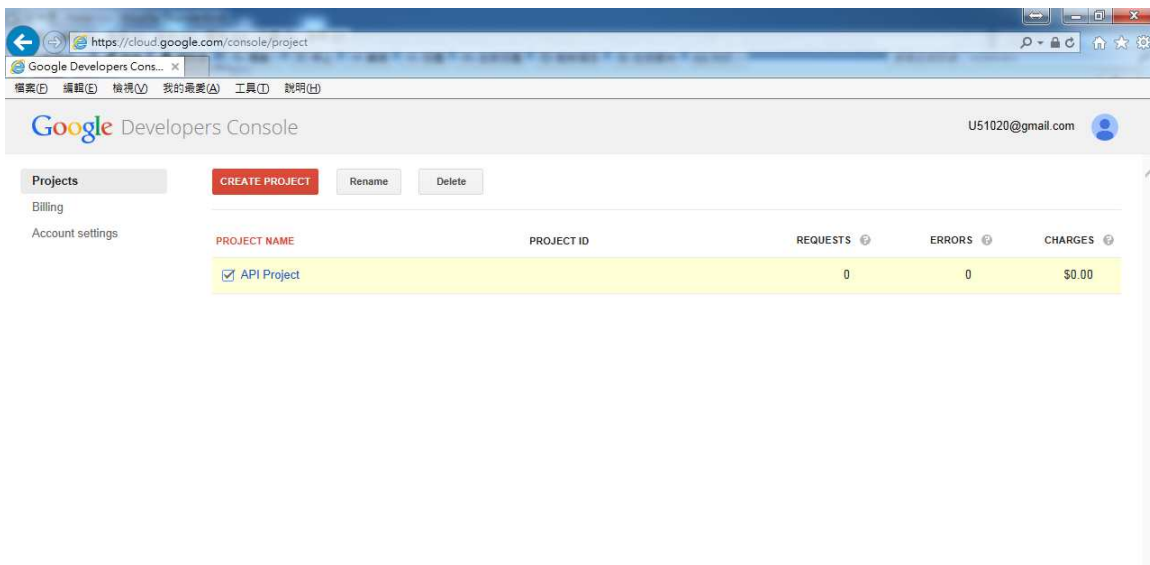 https://cloud.google.com/console/project
Google Developers Cons...
檔案(F) 編輯(E) 檢視(V) 我的最愛(A) 工具(T) 說明(H)
Google Developers Console U51020@gmail.com
Projects CREATE PROJECT Rename Delete
Billing
Account settings
PROJECT NAME PROJECT ID REQUESTS ? ERRORS ? CHARGES ?
API Project 0 0 $0.00